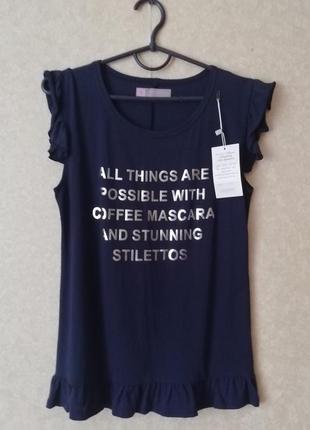 ALL THINGS ARE
POSSIBLE WITH
COFFEE MASCARA
AND STUNNING
STILETTOS